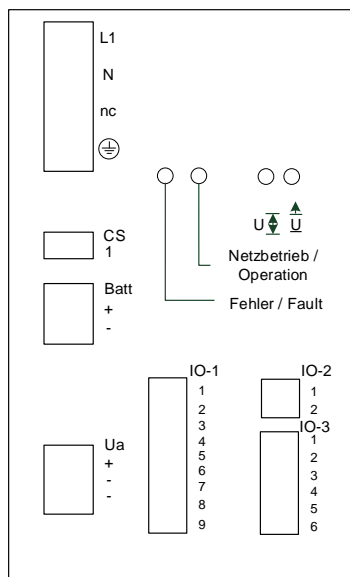 L1
N
nc
U U
CS
1
Netzbetrieb /
Operation
Batt
+
-
Fehler / Fault
IO-1
1
2
3
4
5
6
7
8
9
IO-2
1
2
IO-3
1
2
3
4
5
6
Ua
+
-
-